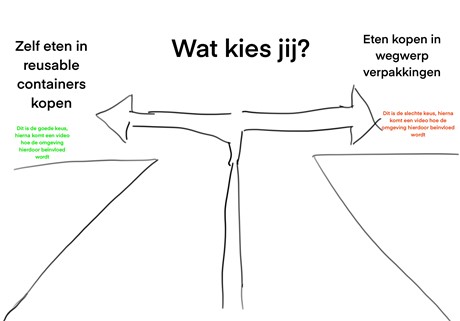 Wat kies jij?
Zelf eten in
reusable
containers
kopen
Dit is de goede keus,
hierna komt een video
hoe de omgeving
hierdoor beinvloed
wordt
Eten kopen in
wegwerp
verpakkingen
Dit is de slechte keus, hierna
komt een video hoe de
omgeving hierdoor beinvloed
wordt